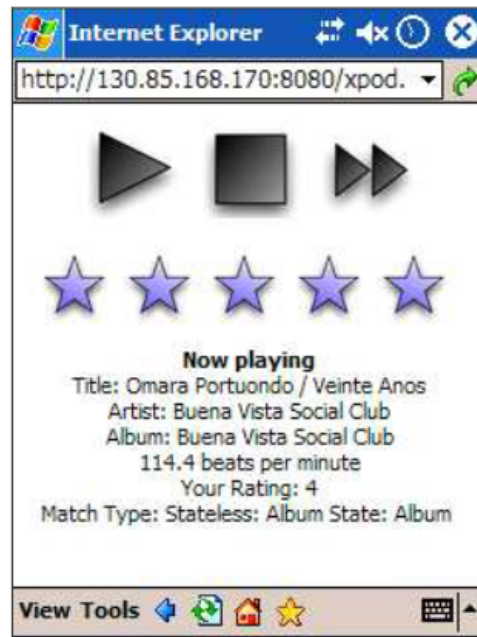 Internet Explorer
http://130.85.168.170:8080/xpod.
Now playing
Title: Omara Portuondo / Veinte Anos
Artist: Buena Vista Social Club
Album: Buena Vista Social Club
114.4 beats per minute
Your Rating: 4
Match Type: Stateless: Album State: Album
View Tools